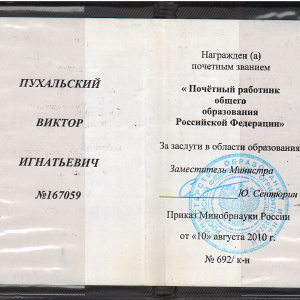 ПУХАЛЬСКИЙ
ВИКТОР
ИГНАТЬЕВИЧ
№167059
Награжден (а)
почетным званием
« Почётный работник
общего
образования
Российской Федерации»
За заслуги в области образования
Заместитель Министра
Ю. Сентюрин
Приказ Минобрнауки России
от «10» августа 2010 г.
№ 692/ к-н